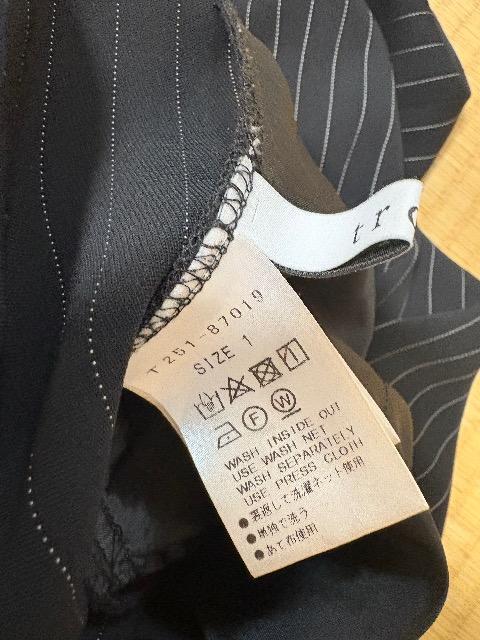 tr
T251-87019
SIZE 1
WASH INSIDE OUT
USE WASH NET
WASH SEPARATELY
USE PRESS CLOTH
●裏返して洗濯ネット使用
●単独で洗う
●あて布使用